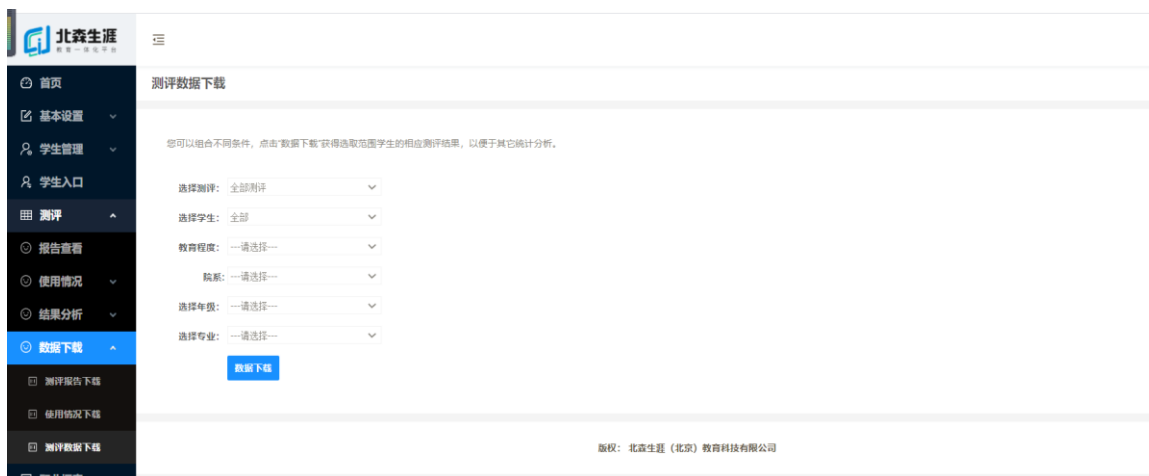 北森生涯
教育一体化平台
首页
测评数据下载
基本设置
您可以组合不同条件，点击"数据下载"获得选取范围学生的相应测评结果，以便于其它统计分析。
学生管理
学生入口
选择测评： 全部测评
测评
选择学生： 全部
报告查看
教育程度： ---请选择---
使用情况
院系: ---请选择---
结果分析
选择年级： ---请选择---
选择专业： ---请选择---
数据下载
数据下载
测评报告下载
使用情况下载
测评数据下载
版权： 北森生涯（北京）教育科技有限公司